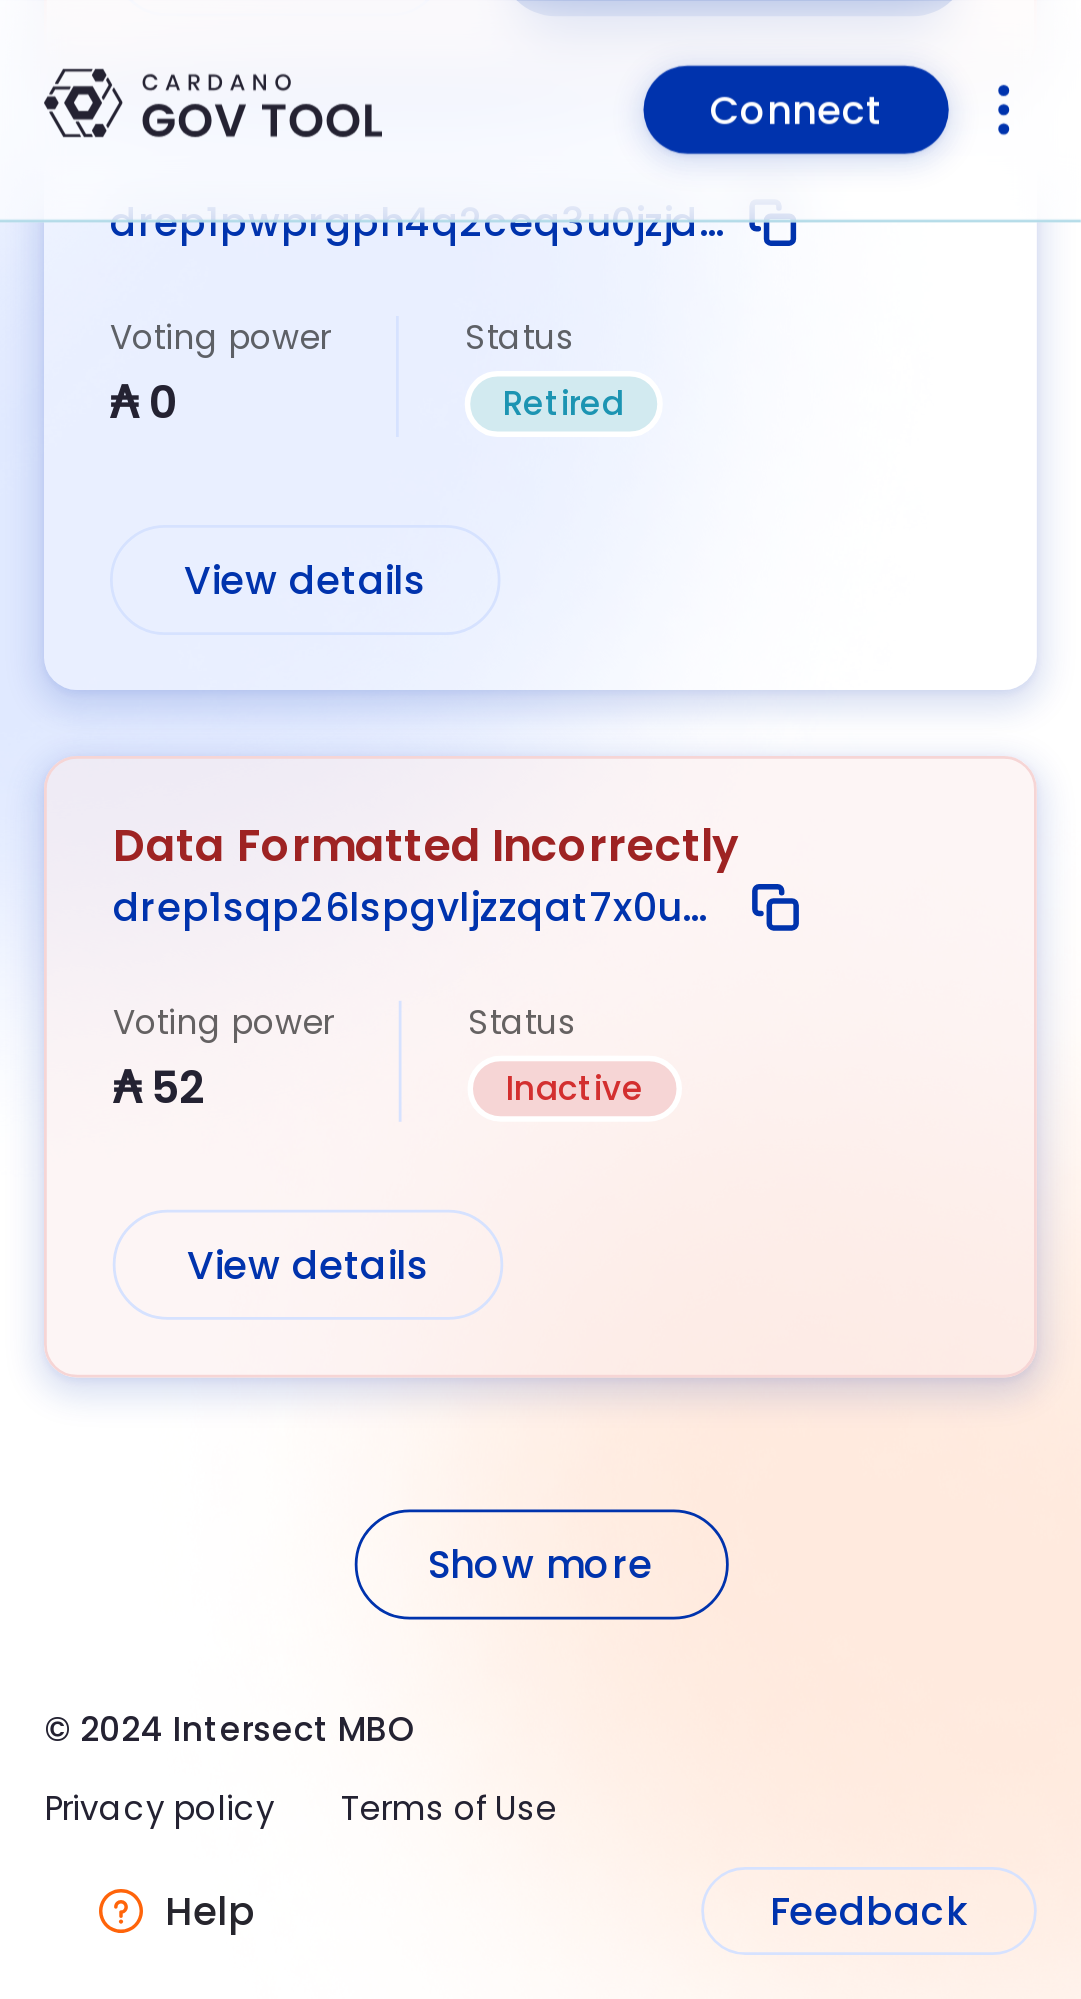 CARDANO
GOV TOOL
Connect
drep1pwprgph4q2ceq3u0jzjd...
Voting power
Status
₳ 0
Retired
View details
Data Formatted Incorrectly
drep1sqp26lspgvljzzqat7x0u...
Voting power
Status
₳ 52
Inactive
View details
Show more
© 2024 Intersect MBO
Privacy policy
Terms of Use
Help
Feedback